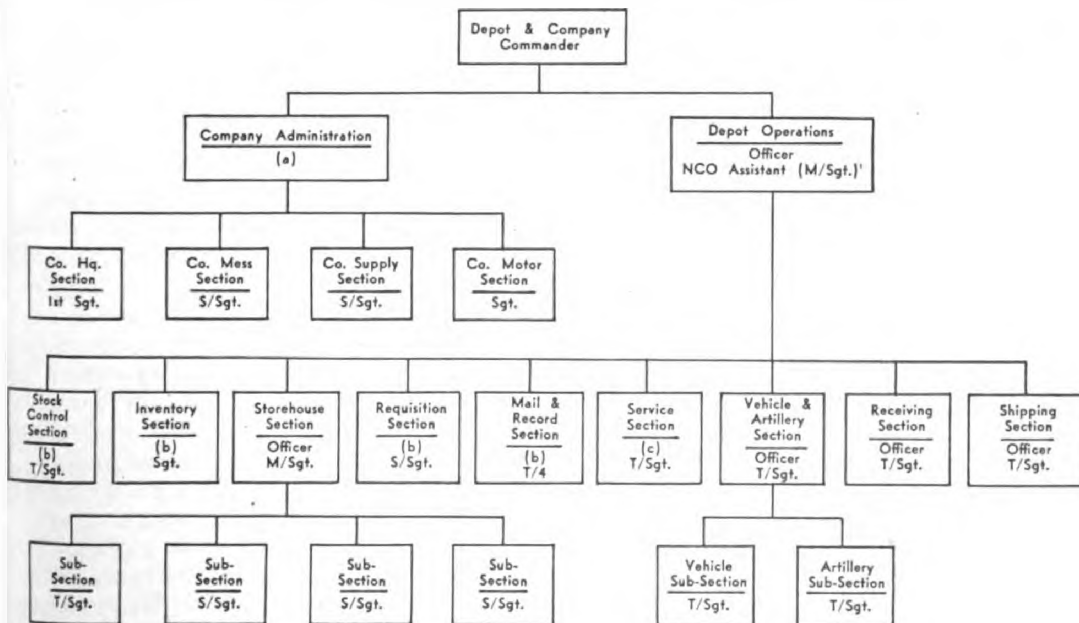 Depot & Company
Commander
Company Administration
(a)
Depot Operations
Officer
NCO Assistant (M/Sgt.)'
Co. Hq.
Section
1st Sgt.
Co. Mess
Section
S/Sgt.
Co. Supply
Section
S/Sgt.
Co. Motor
Section
Sgt.
Stock
Control
Section
(b)
T/Sgt.
Inventory
Section
(b)
Sgt.
Storehouse
Section
Officer
M/Sgt.
Requisition
Section
(b)
S/Sgt.
Mail &
Record
Section
(b)
T/4
Service
Section
(c)
T/Sgt.
Vehicle &
Artillery
Section
Officer
T/Sgt.
Receiving
Section
Officer
T/Sgt.
Shipping
Section
Officer
T/Sgt.
Sub-
Section
T/Sgt.
Sub-
Section
S/Sgt.
Sub-
Section
S/Sgt.
Sub-
Section
S/Sgt.
Vehicle
Sub-Section
T/Sgt.
Artillery
Sub-Section
T/Sgt.